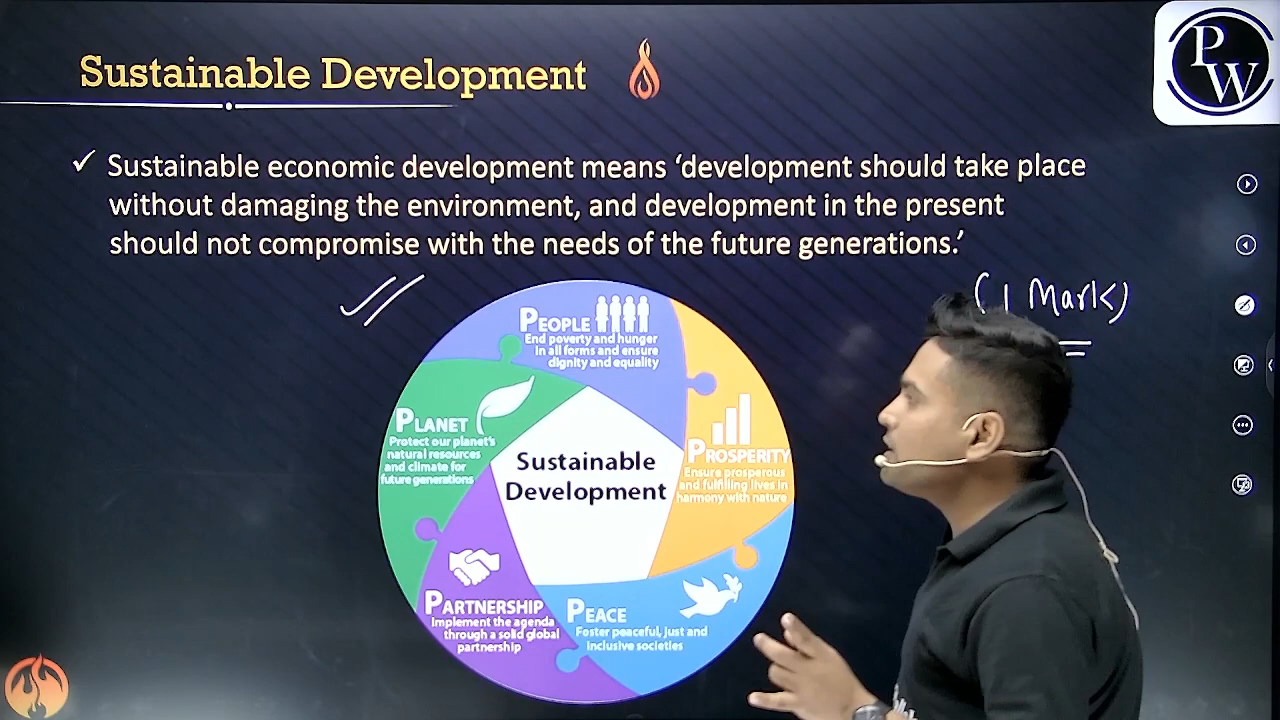 Sustainable Development
PW
✓ Sustainable economic development means ‘development should take place
without damaging the environment, and development in the present
should not compromise with the needs of the future generations.’
(1 Mark)
PEOPLE
End poverty and hunger
in all forms and ensure
dignity and equality
PLANET
Protect our planet's
natural resources
and climate for
future generations
PROSPERITY
Ensure prosperous
and fulfilling lives in
harmony with nature
Sustainable
Development
PARTNERSHIP
Implement the agenda
through a solid global
partnership
PEACE
Foster peaceful, just and
inclusive societies